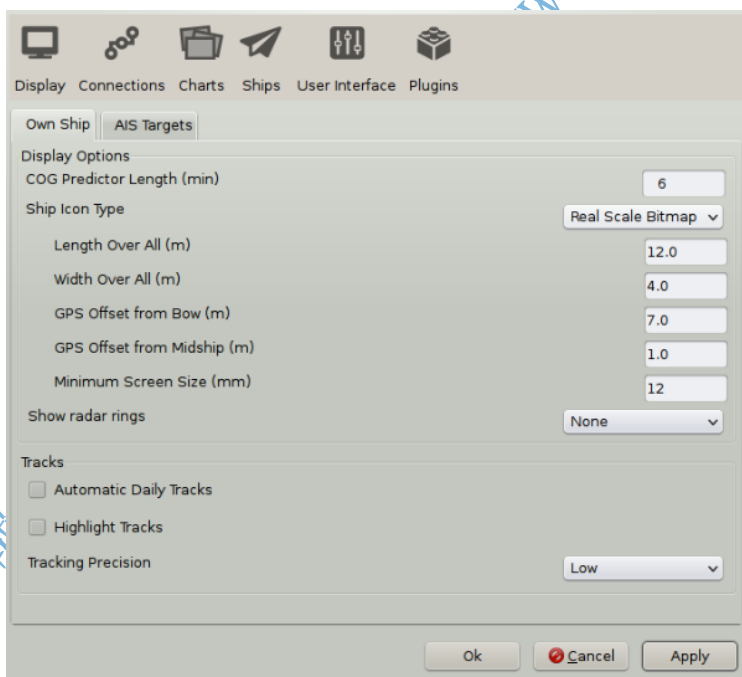 Display Connections Charts Ships User Interface Plugins
Own Ship AIS Targets
Display Options
COG Predictor Length (min) 6
Ship Icon Type Real Scale Bitmap
Length Over All (m) 12.0
Width Over All (m) 4.0
GPS Offset from Bow (m) 7.0
GPS Offset from Midship (m) 1.0
Minimum Screen Size (mm) 12
Show radar rings None
Tracks
Automatic Daily Tracks
Highlight Tracks
Tracking Precision Low
Ok Cancel Apply